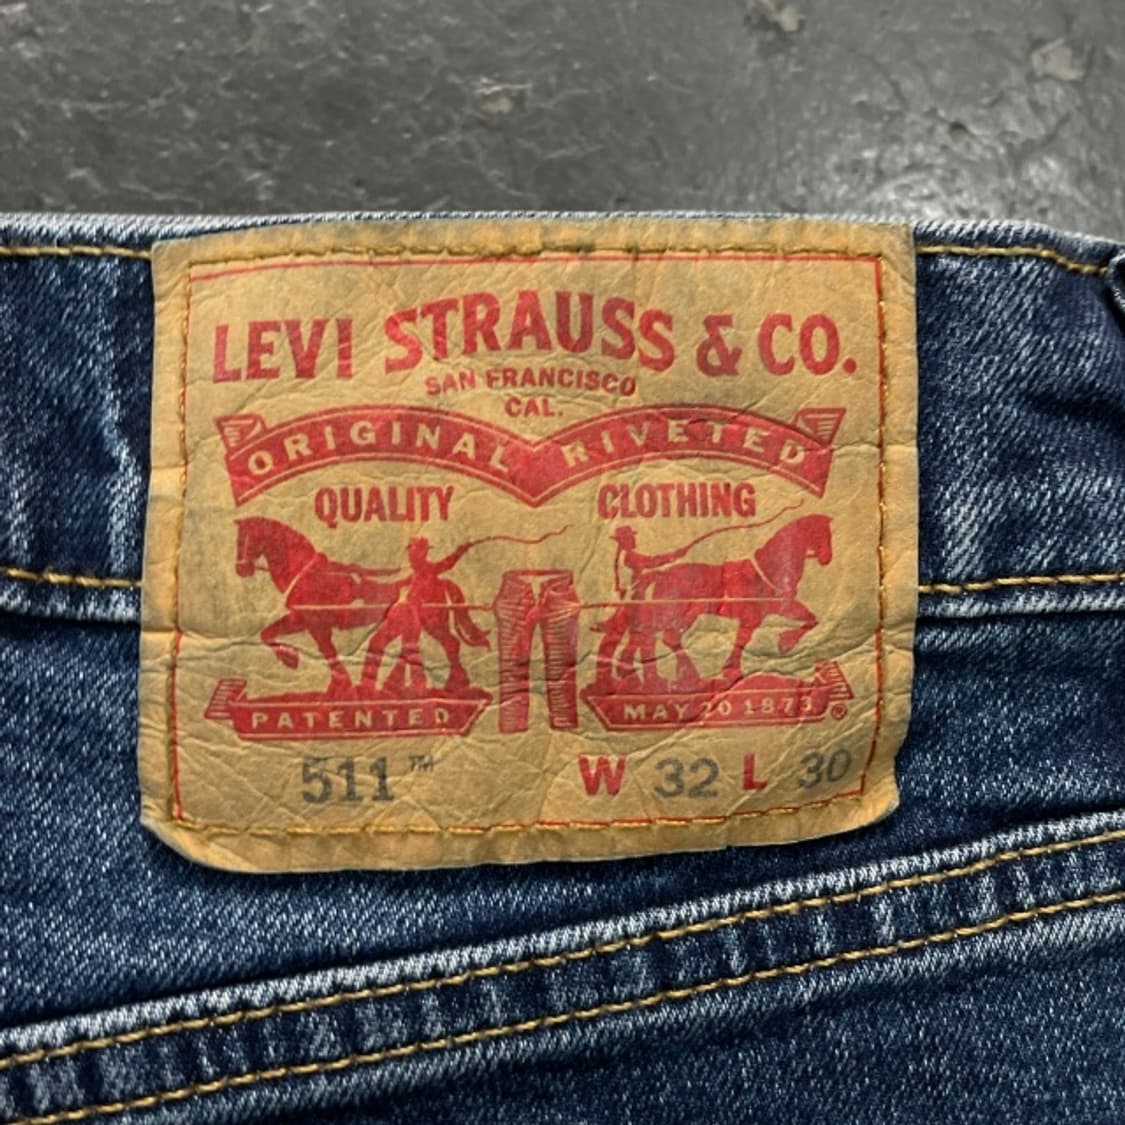 LEVI STRAUSS & CO.
SAN FRANCISCO
CAL.
ORIGINAL RIVETED
QUALITY CLOTHING
PATENTED MAY 20 1873 ®
511™ W 32 L 30